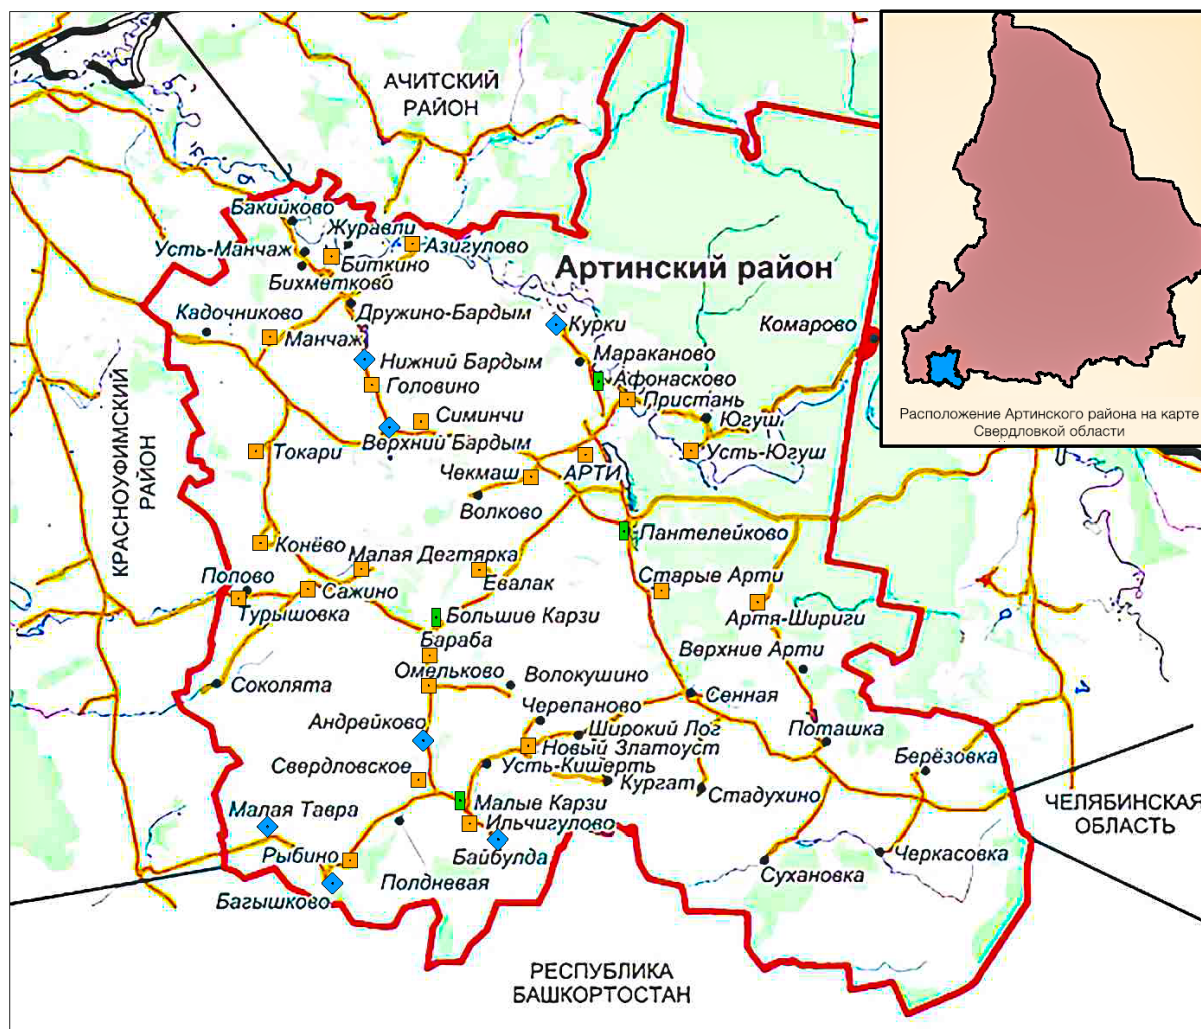 АЧИТСКИЙ
РАЙОН
Бакийково
Журавли
Усть-Манчаж
Азигулово
Биткино
Бихметково
Артинский район
Кадочниково
Дружино-Бардым
Курки
Комарово
Манчаж
Нижний Бардым
Мараканово
Головино
Афонасково
Пристань
Расположение Артинского района на карте
Свердловкой области
Симинчи
Югуш
КРАСНОУФИМСКИЙ
РАЙОН
Верхний Бардым
Токари
Усть-Югуш
Чекмаш
АРТИ
Волково
Пантелейково
Конёво
Малая Дегтярка
Попово
Сажино
Евалак
Старые Арти
Турышовка
Большие Карзи
Артя-Шириги
Бараба
Верхние Арти
Омельково
Волокушино
Соколята
Сенная
Черепаново
Андрейково
Широкий Лог
Поташка
Новый Златоуст
Берёзовка
Усть-Кишерть
Свердловское
Кургат
Стадухино
Малая Тавра
Малые Карзи
ЧЕЛЯБИНСКАЯ
ОБЛАСТЬ
Ильчигулово
Рыбино
Байбулда
Черкасовка
Сухановка
Полдневая
Багышково
РЕСПУБЛИКА
БАШКОРТОСТАН